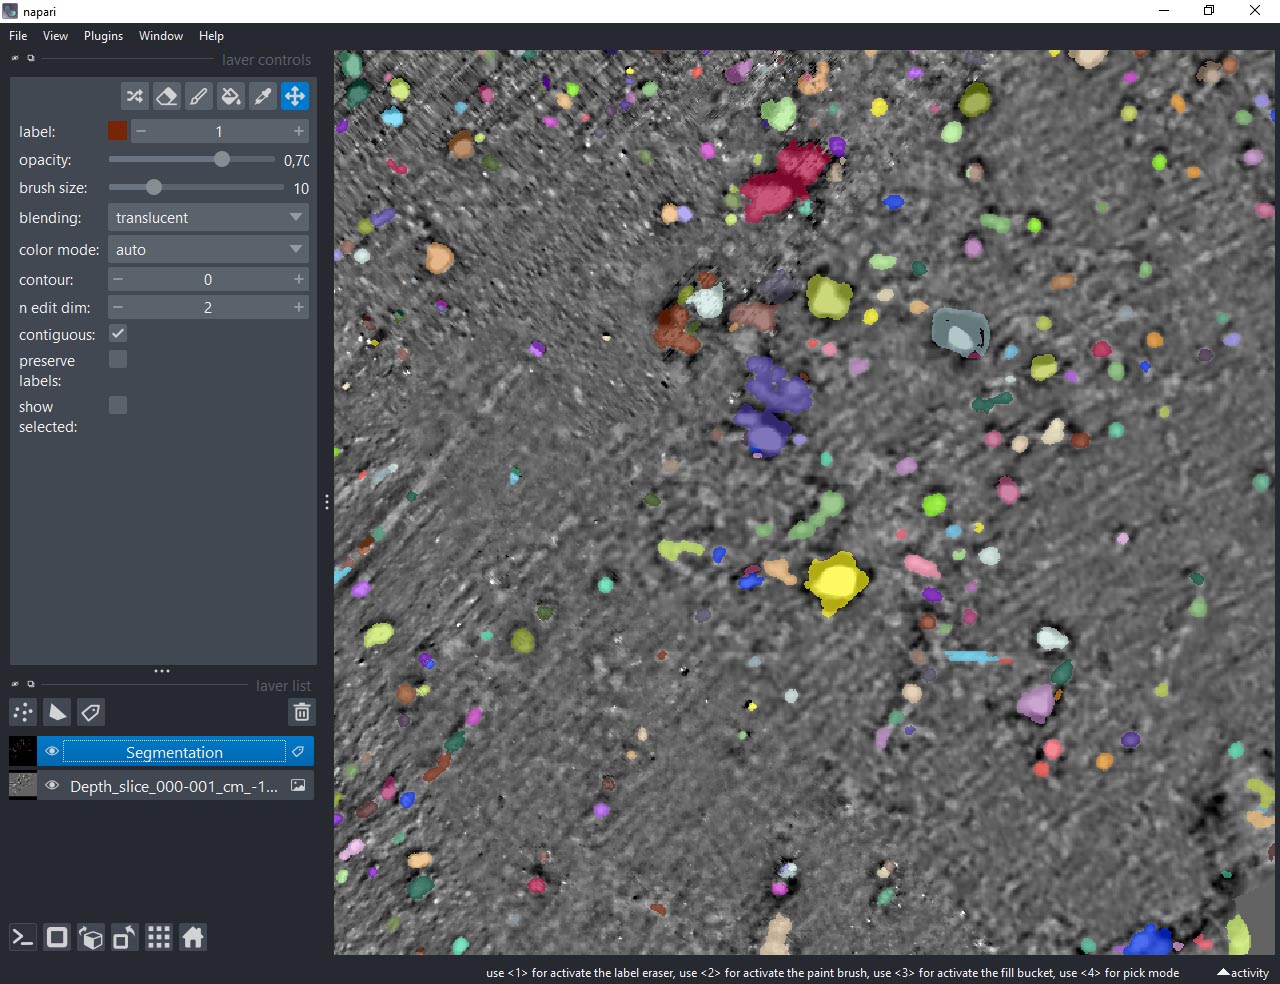 napari
File View Plugins Window Help
layer controls
label: 1
opacity: 0,70
brush size: 10
blending: translucent
color mode: auto
contour: 0
n edit dim: 2
contiguous:
preserve
labels:
show
selected:
layer list
Segmentation
Depth_slice_000-001_cm_-1...
use <1> for activate the label eraser, use <2> for activate the paint brush, use <3> for activate the fill bucket, use <4> for pick mode
activity